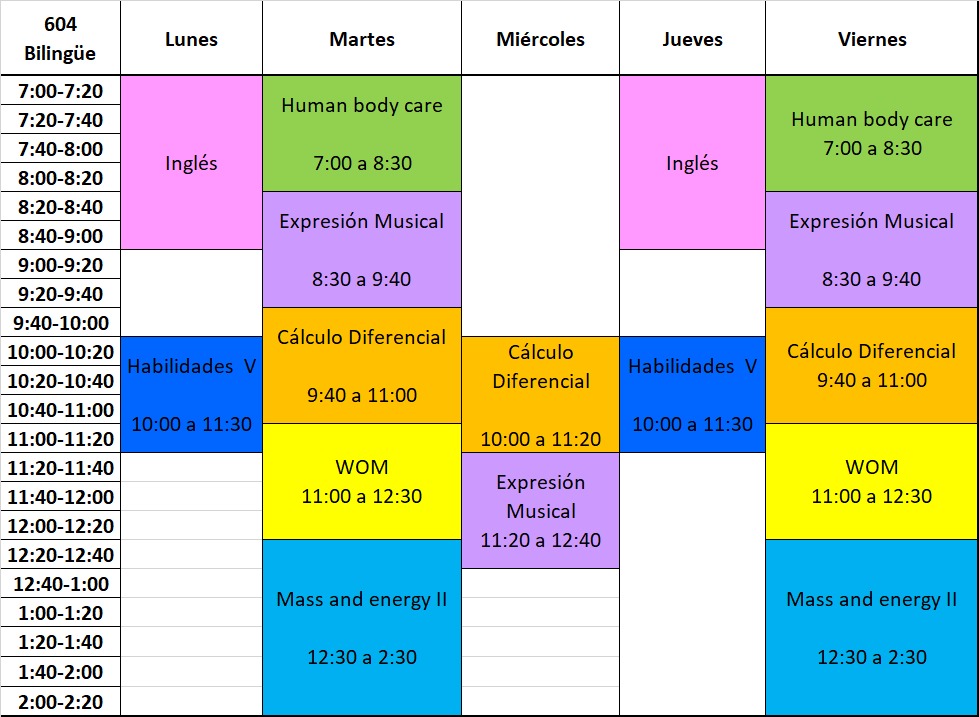 604
Bilingüe
Lunes
Martes
Miércoles
Jueves
Viernes
7:00-7:20
7:20-7:40
7:40-8:00
8:00-8:20
8:20-8:40
8:40-9:00
9:00-9:20
9:20-9:40
9:40-10:00
10:00-10:20
10:20-10:40
10:40-11:00
11:00-11:20
11:20-11:40
11:40-12:00
12:00-12:20
12:20-12:40
12:40-1:00
1:00-1:20
1:20-1:40
1:40-2:00
2:00-2:20
Inglés
Habilidades V
10:00 a 11:30
Human body care
7:00 a 8:30
Expresión Musical
8:30 a 9:40
Cálculo Diferencial
9:40 a 11:00
WOM
11:00 a 12:30
Mass and energy II
12:30 a 2:30
Cálculo
Diferencial
10:00 a 11:20
Expresión
Musical
11:20 a 12:40
Inglés
Habilidades V
10:00 a 11:30
Human body care
7:00 a 8:30
Expresión Musical
8:30 a 9:40
Cálculo Diferencial
9:40 a 11:00
WOM
11:00 a 12:30
Mass and energy II
12:30 a 2:30